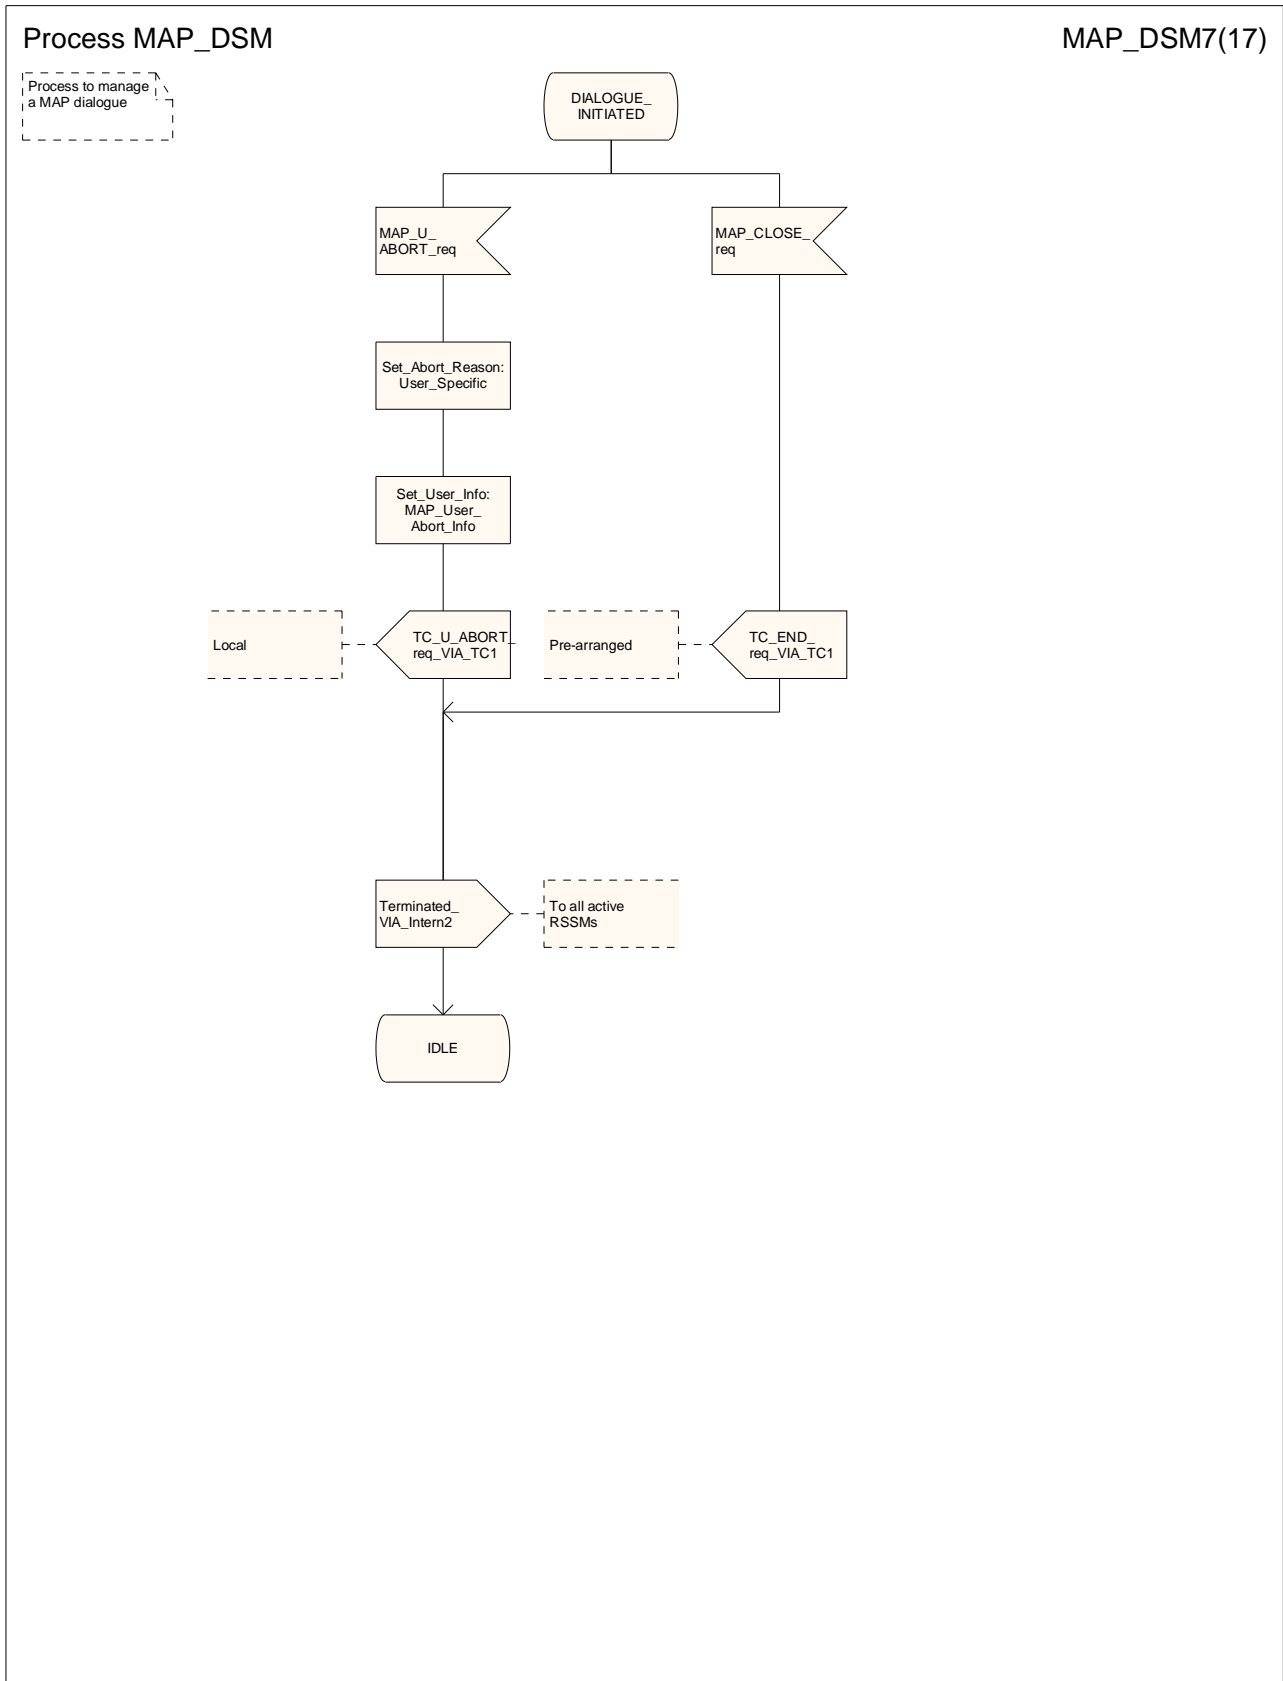 Process MAP_DSM
MAP_DSM7(17)
Process to manage
a MAP dialogue
DIALOGUE_
INITIATED
MAP_U_
ABORT_req
MAP_CLOSE_
req
Set_Abort_Reason:
User_Specific
Set_User_Info:
MAP_User_
Abort_Info
Local
TC_U_ABORT_
req_VIA_TC1
Pre-arranged
TC_END_
req_VIA_TC1
Terminated_
VIA_Intern2
To all active
RSSMs
IDLE